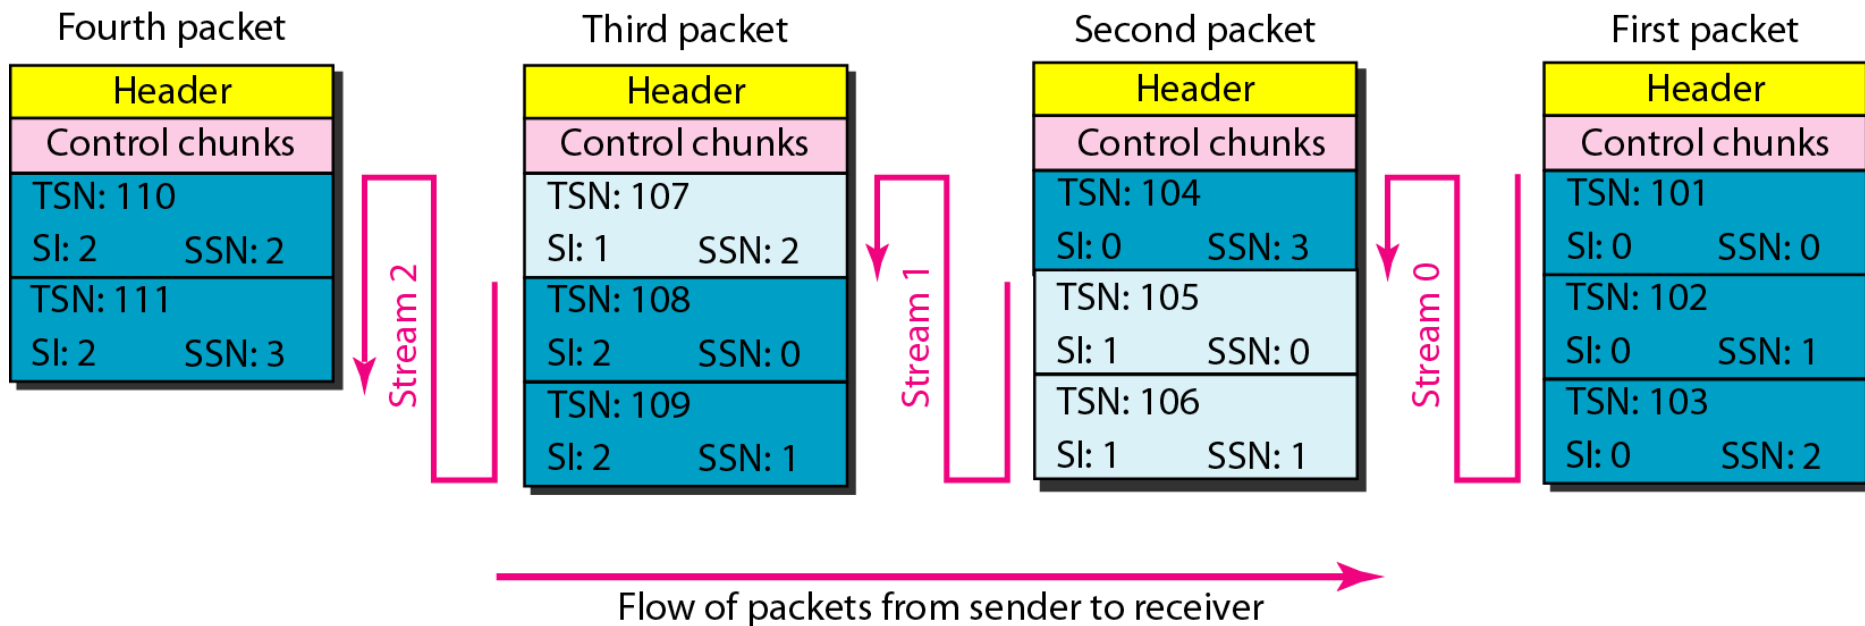 Fourth packet
Header
Control chunks
TSN: 110
SI: 2 SSN: 2
TSN: 111
SI: 2 SSN: 3
Stream 2
Third packet
Header
Control chunks
TSN: 107
SI: 1 SSN: 2
TSN: 108
SI: 2 SSN: 0
TSN: 109
SI: 2 SSN: 1
Stream 1
Second packet
Header
Control chunks
TSN: 104
SI: 0 SSN: 3
TSN: 105
SI: 1 SSN: 0
TSN: 106
SI: 1 SSN: 1
Stream 0
First packet
Header
Control chunks
TSN: 101
SI: 0 SSN: 0
TSN: 102
SI: 0 SSN: 1
TSN: 103
SI: 0 SSN: 2
Flow of packets from sender to receiver